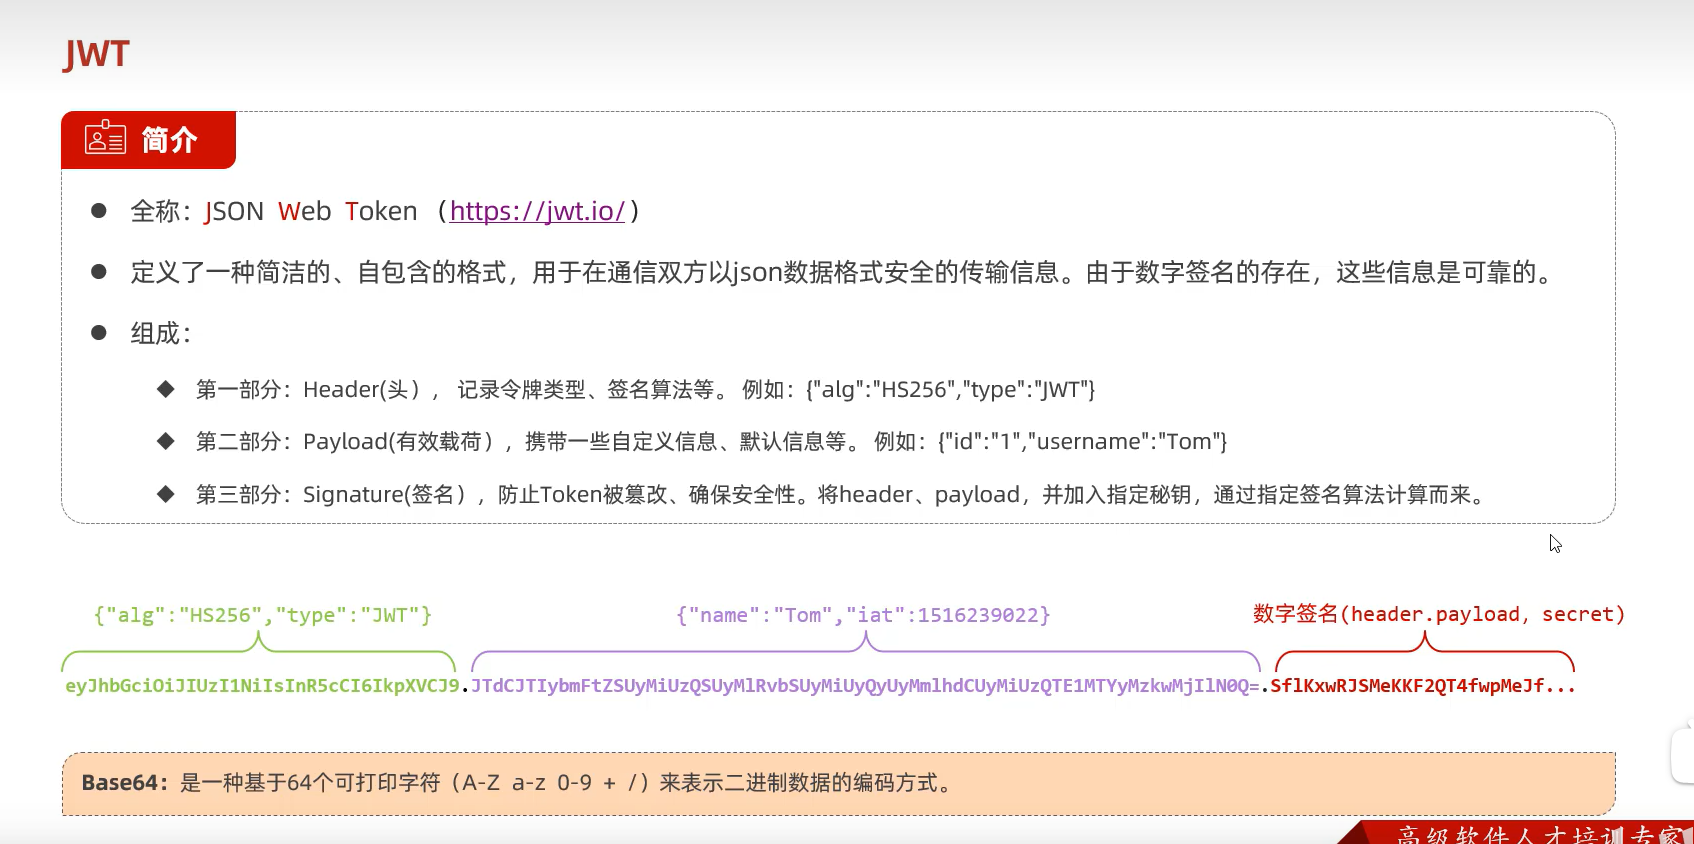 JWT
简介
全称：JSON Web Token（https://jwt.io/）
定义了一种简洁的、自包含的格式，用于在通信双方以json数据格式安全的传输信息。由于数字签名的存在，这些信息是可靠的。
组成：
第一部分：Header(头），记录令牌类型、签名算法等。 例如：{"alg":"HS256","type":"JWT"}
第二部分：Payload(有效载荷），携带一些自定义信息、默认信息等。 例如：{"id":"1","username":"Tom"}
第三部分：Signature(签名），防止Token被篡改、确保安全性。将header、payload，并加入指定秘钥，通过指定签名算法计算而来。
{"alg":"HS256","type":"JWT"} {"name":"Tom","iat":1516239022} 数字签名(header.payload, secret)
eyJhbGciOiJIUzI1NiIsInR5cCI6IkpXVCJ9.JTdCJTIybmFtZSUyMiUzQSUyMlRvbSUyMiUyQyUyMmlhdCUyMiUzQTE1MTYyMzkwMjIlN0Q=.SflKxwRJSMeKKF2QT4fwpMeJf...
Base64：是一种基于64个可打印字符（A-Z a-z 0-9 + /）来表示二进制数据的编码方式。
高级软件人才培训专家